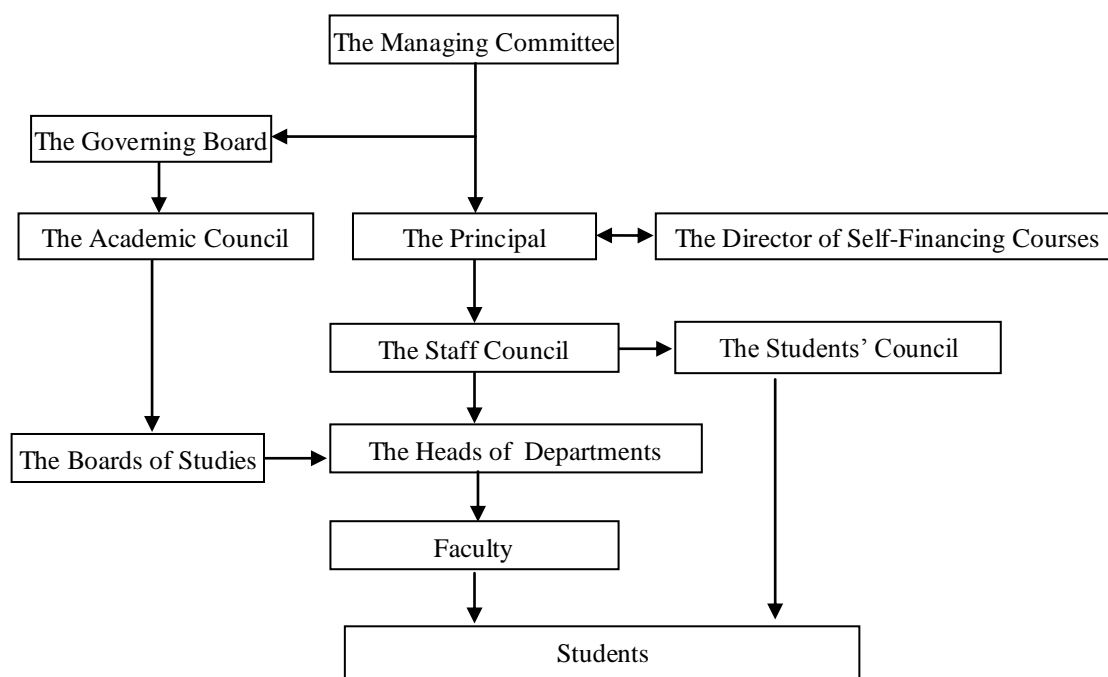 The Managing Committee
The Governing Board
The Academic Council
The Principal
The Director of Self-Financing Courses
The Staff Council
The Students’ Council
The Boards of Studies
The Heads of Departments
Faculty
Students